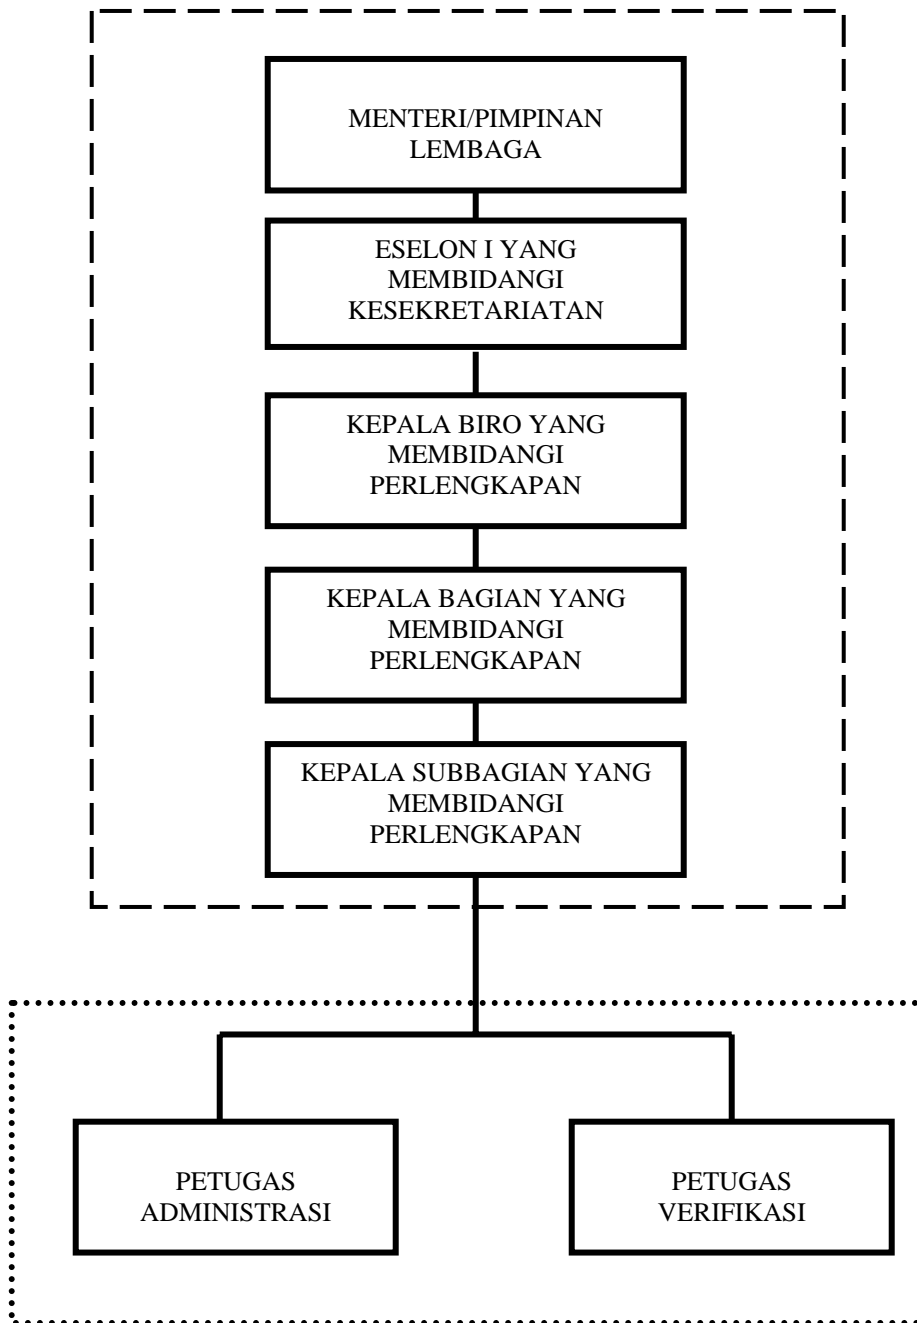 MENTERI/PIMPINAN
LEMBAGA
ESELON I YANG
MEMBIDANGI
KESEKRETARIATAN
KEPALA BIRO YANG
MEMBIDANGI
PERLENGKAPAN
KEPALA BAGIAN YANG
MEMBIDANGI
PERLENGKAPAN
KEPALA SUBBAGIAN YANG
MEMBIDANGI
PERLENGKAPAN
PETUGAS
ADMINISTRASI
PETUGAS
VERIFIKASI